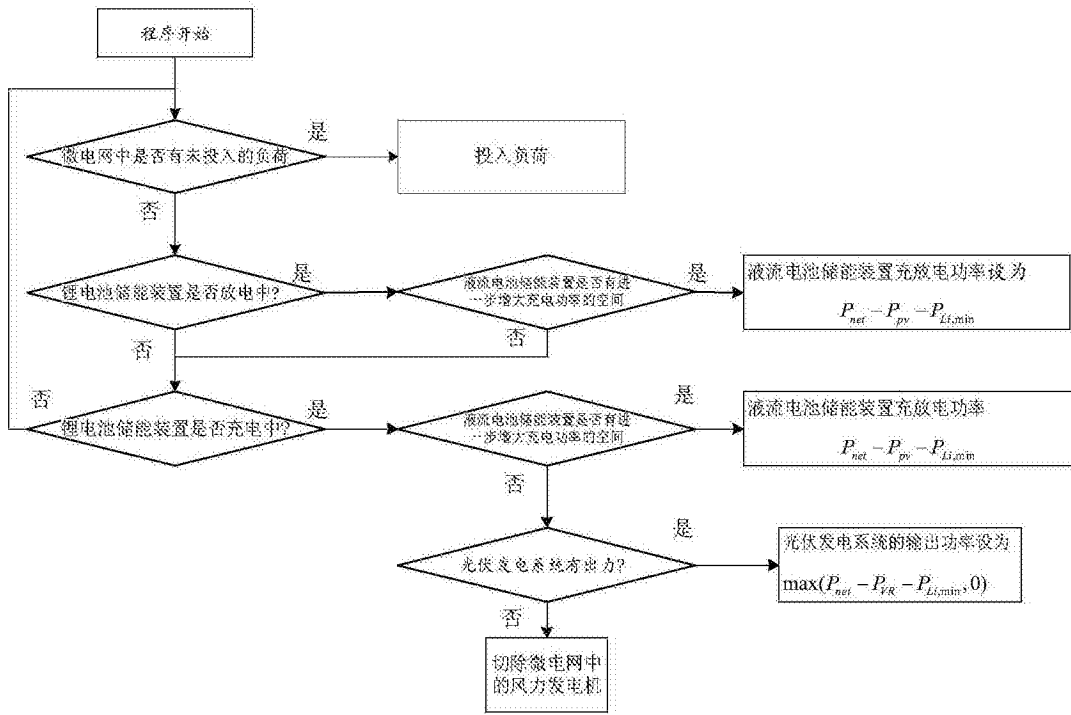 程序开始
微电网中是否有未投入的负荷
是
投入负荷
否
锂电池储能装置是否放电中?
是
液流电池储能装置是否有进
一步增大充电功率的空间
是
液流电池储能装置充放电功率设为
P_net − P_pv − P_Li,min
否
否
否
锂电池储能装置是否充电中?
是
液流电池储能装置是否有进
一步增大充电功率的空间
是
液流电池储能装置充放电功率
P_net − P_pv − P_Li,min
否
光伏发电系统有出力?
是
光伏发电系统的输出功率设为
max(P_net − P_VR − P_Li,min, 0)
否
切除微电网中
的风力发电机